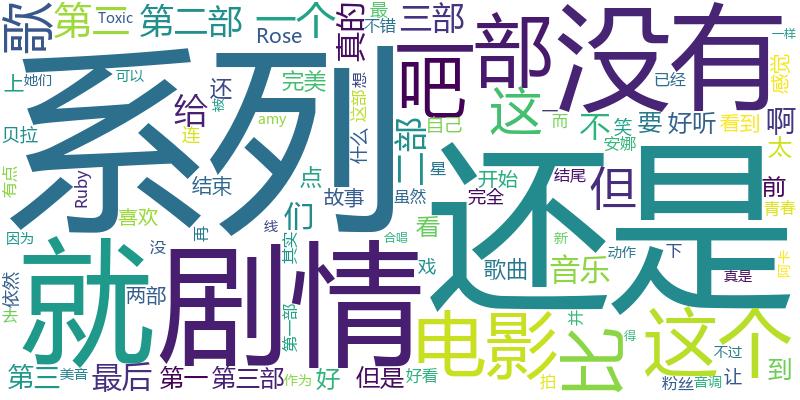 歌
第二
第二部
一个
Rose
Toxic
真的
最
不错
三部
部
没有
一样
系列
上
她们
可以
还
被
完美
想
给
连
amy
贝拉
有点
Ruby
结束
点
什么
这部
吧
自己
二部
这
不
一
而
笑
安娜
已经
要
好听
看到
感觉
啊
太
故事
虽然
星
开始
完全
结尾
但
前
青春
喜欢
们
看
还是
因为
没
再
线
其实
合唱
戏
歌曲
新
音乐
动作
下
真是
半
回
依然
去
就
两部
剧情
第一部
电影
比
并
这个
得
不过
到
第三
美音
最后
第一
第三部
作为
好
但是
好看
拍
粉丝
音调
让